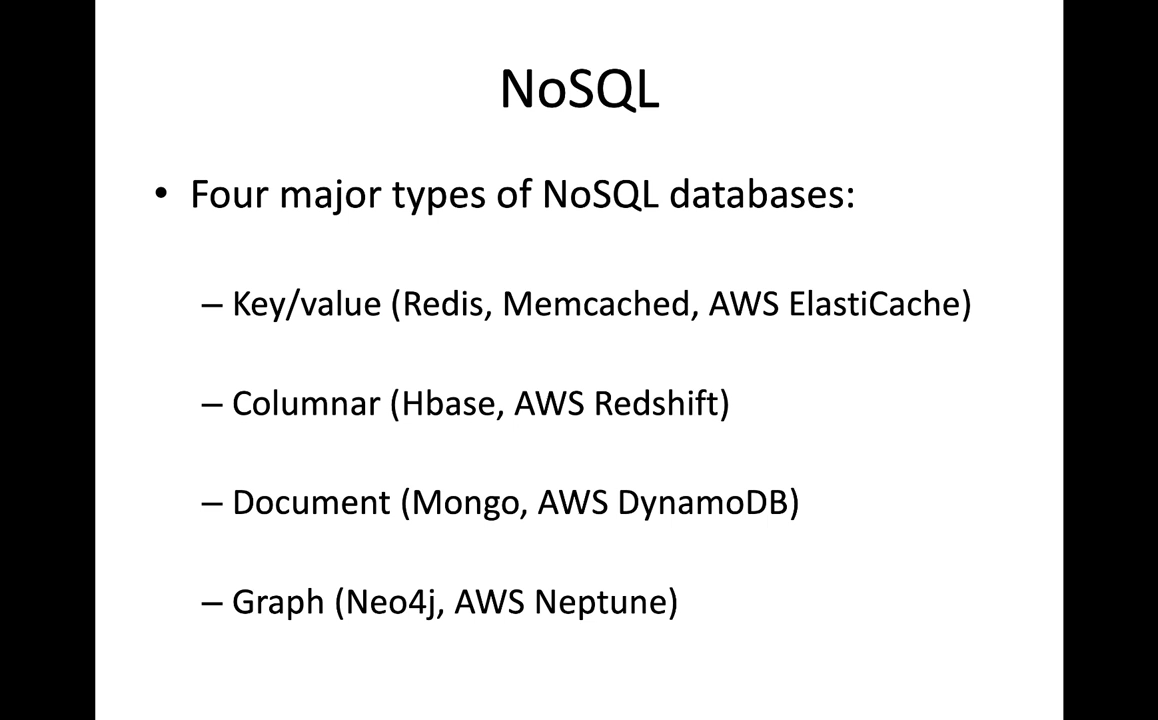 NoSQL
• Four major types of NoSQL databases:
– Key/value (Redis, Memcached, AWS ElastiCache)
– Columnar (Hbase, AWS Redshift)
– Document (Mongo, AWS DynamoDB)
– Graph (Neo4j, AWS Neptune)